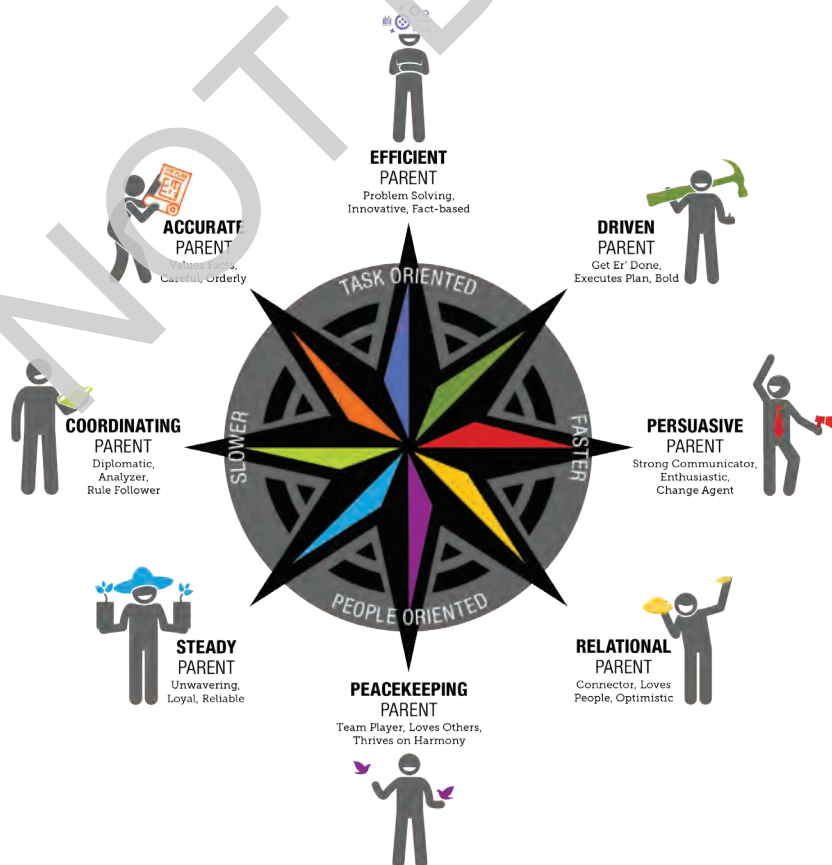 EFFICIENT
PARENT
Problem Solving,
Innovative, Fact-based
ACCURATE
PARENT
Values Facts,
Careful, Orderly
DRIVEN
PARENT
Get Er' Done,
Executes Plan, Bold
TASK ORIENTED
SLOWER
FASTER
PEOPLE ORIENTED
COORDINATING
PARENT
Diplomatic,
Analyzer,
Rule Follower
PERSUASIVE
PARENT
Strong Communicator,
Enthusiastic,
Change Agent
STEADY
PARENT
Unwavering,
Loyal, Reliable
RELATIONAL
PARENT
Connector, Loves
People, Optimistic
PEACEKEEPING
PARENT
Team Player, Loves Others,
Thrives on Harmony
NOT